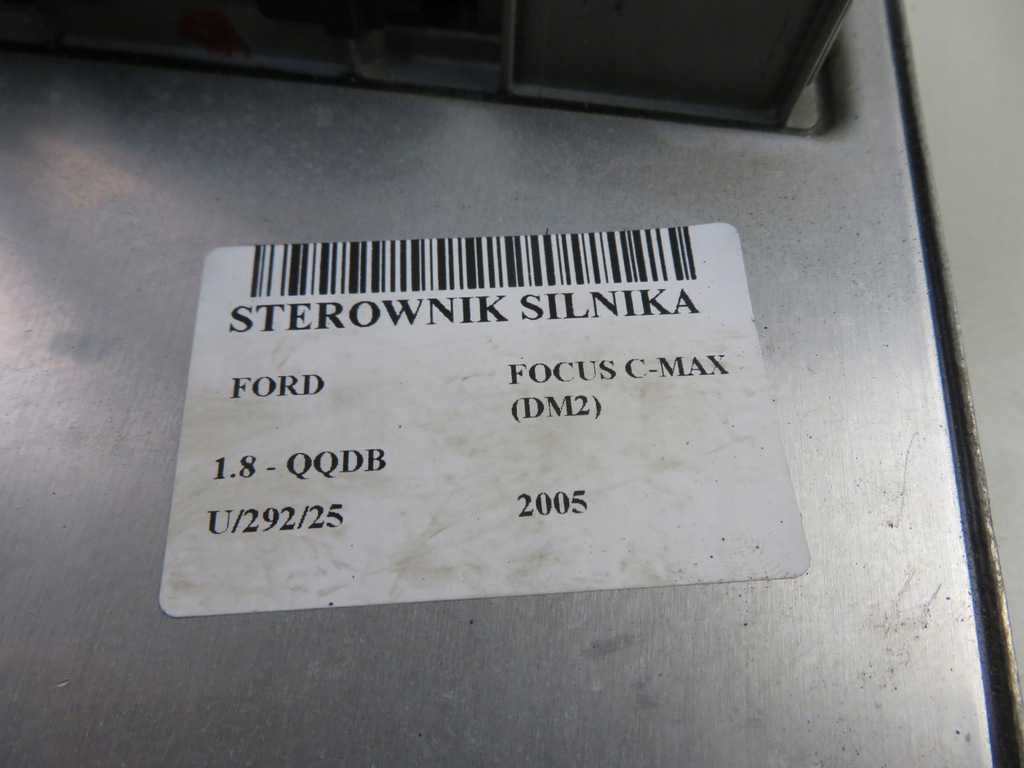 STEROWNIK SILNIKA
FORD FOCUS C-MAX
(DM2)
1.8 - QQDB
U/292/25 2005